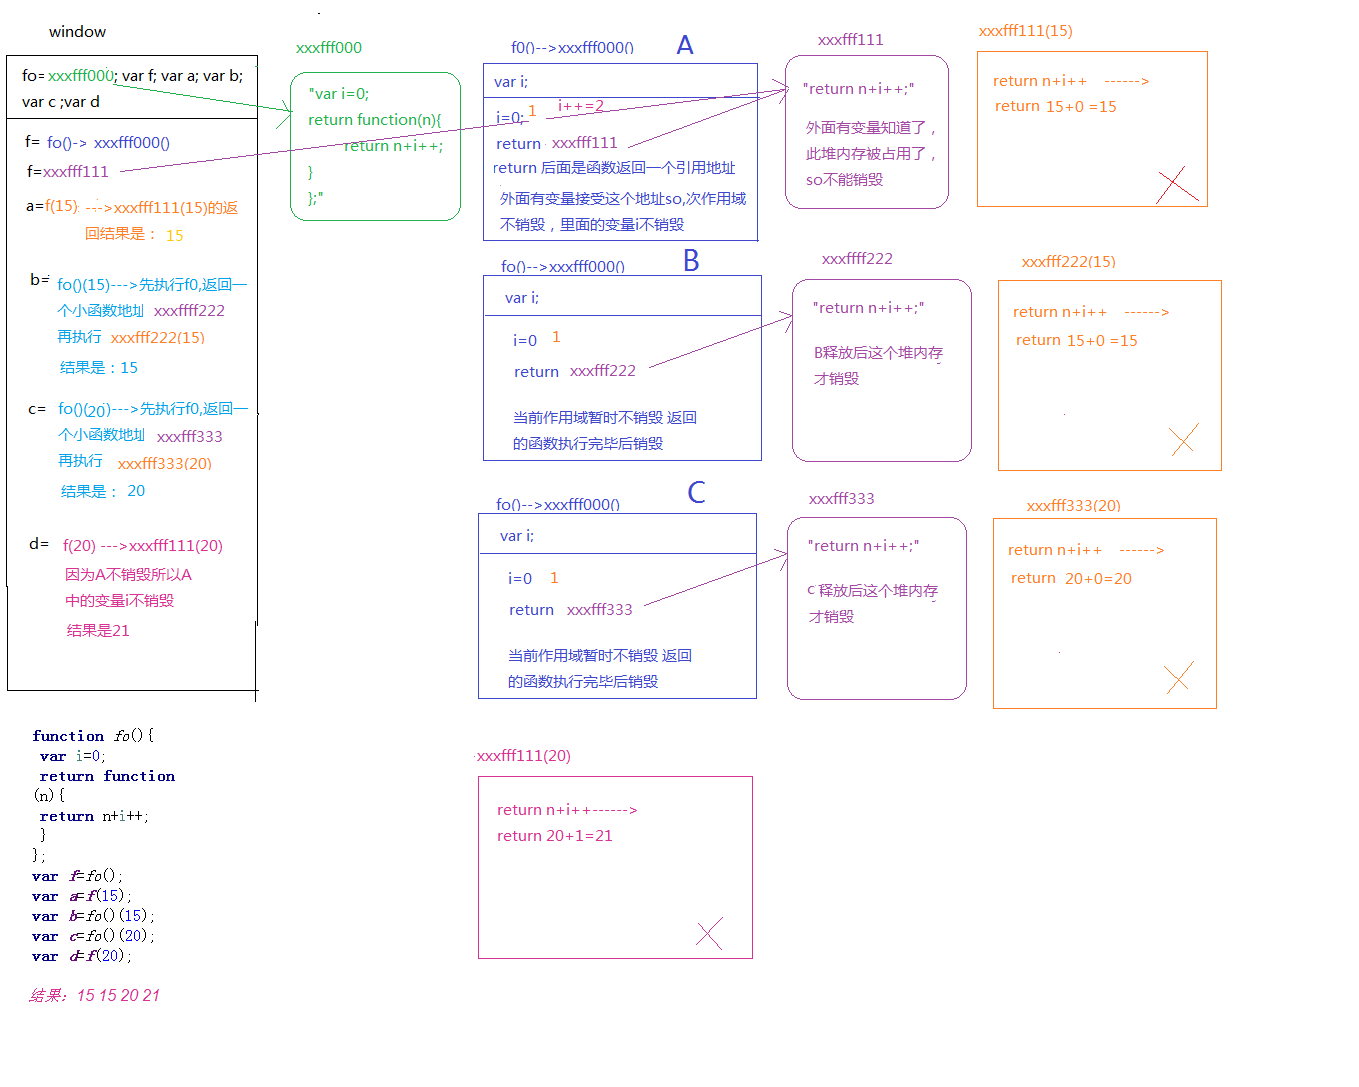 window
fo=xxxfff000; var f; var a; var b;
var c ;var d
f= fo()-> xxxfff000()
f=xxxfff111
a=f(15) --->xxxfff111(15)的返
回结果是： 15
b= fo()(15)--->先执行f0,返回一
个小函数地址 xxxffff222
再执行 xxxfff222(15)
结果是：15
c= fo()(20)--->先执行f0,返回一
个小函数地址 xxxfff333
再执行 xxxfff333(20)
结果是： 20
d= f(20) --->xxxfff111(20)
因为A不销毁所以A
中的变量i不销毁
结果是21
xxxfff000
"var i=0;
return function(n){
return n+i++;
}
};"
f0()-->xxxfff000() A
var i;
i=0; 1 i++=2
return xxxfff111
return 后面是函数返回一个引用地址
外面有变量接受这个地址so,次作用域
不销毁，里面的变量i不销毁
xxxfff111
"return n+i++;"
外面有变量知道了，
此堆内存被占用了，
so不能销毁
xxxfff111(15)
return n+i++ ------>
return 15+0 =15
fo()-->xxxfff000() B
var i;
i=0 1
return xxxfff222
当前作用域暂时不销毁 返回
的函数执行完毕后销毁
xxxffff222
"return n+i++;"
B释放后这个堆内存
才销毁
xxxfff222(15)
return n+i++ ------>
return 15+0 =15
fo()-->xxxfff000() C
var i;
i=0 1
return xxxfff333
当前作用域暂时不销毁 返回
的函数执行完毕后销毁
xxxfff333
"return n+i++;"
c 释放后这个堆内存
才销毁
xxxfff333(20)
return n+i++ ------>
return 20+0=20
function fo(){
var i=0;
return function
(n){
return n+i++;
}
};
var f=fo();
var a=f(15);
var b=fo()(15);
var c=fo()(20);
var d=f(20);
结果：15 15 20 21
xxxfff111(20)
return n+i++------>
return 20+1=21